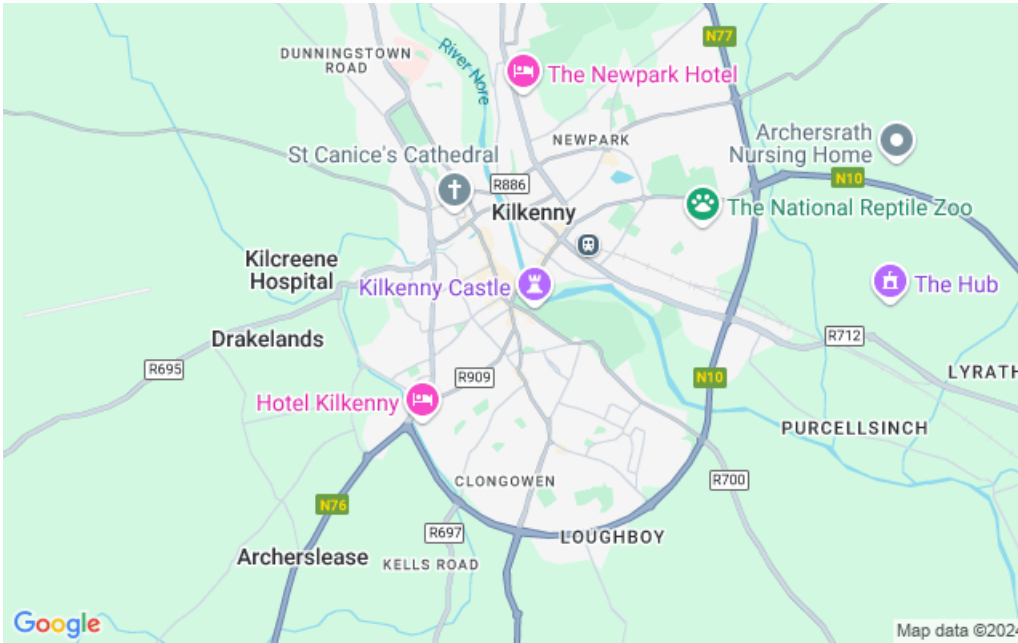 N77
DUNNINGSTOWN
ROAD
River Nore
The Newpark Hotel
NEWPARK
Archersrath
Nursing Home
St Canice's Cathedral
R886
N10
Kilkenny
The National Reptile Zoo
Kilcreene
Hospital
Kilkenny Castle
The Hub
Drakelands
R712
R695
R909
N10
LYRATH
Hotel Kilkenny
PURCELLSINCH
CLONGOWEN
R700
N76
R697
LOUGHBOY
Archerslease
KELLS ROAD
Google
Map data ©2024